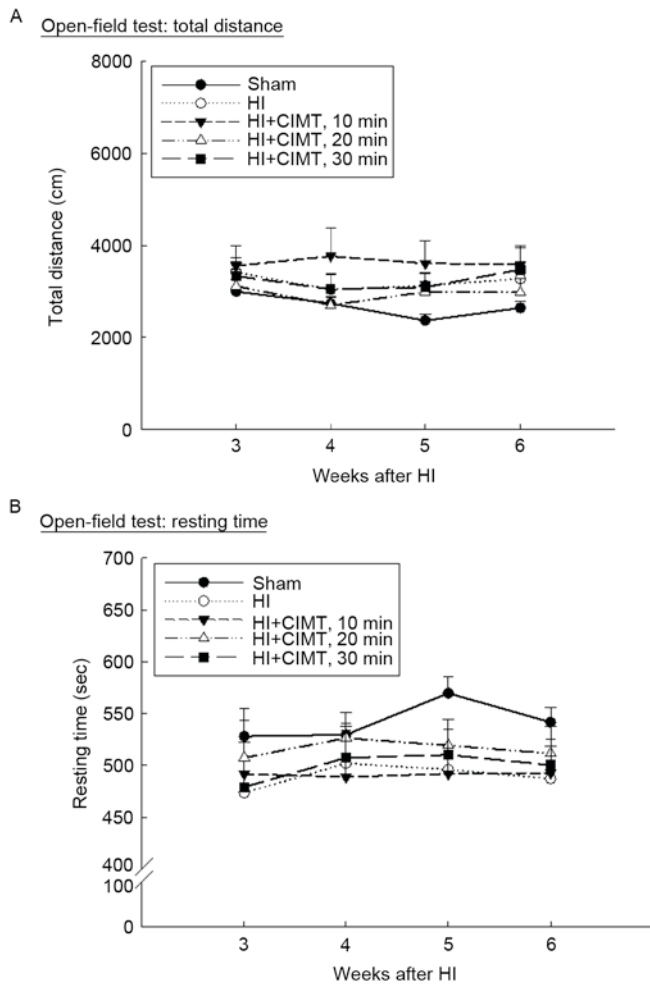 A
Open-field test: total distance
8000
6000
4000
2000
0
Total distance (cm)
Sham
HI
HI+CIMT, 10 min
HI+CIMT, 20 min
HI+CIMT, 30 min
3 4 5 6
Weeks after HI
B
Open-field test: resting time
700
650
600
550
500
450
400
100
0
Resting time (sec)
Sham
HI
HI+CIMT, 10 min
HI+CIMT, 20 min
HI+CIMT, 30 min
3 4 5 6
Weeks after HI